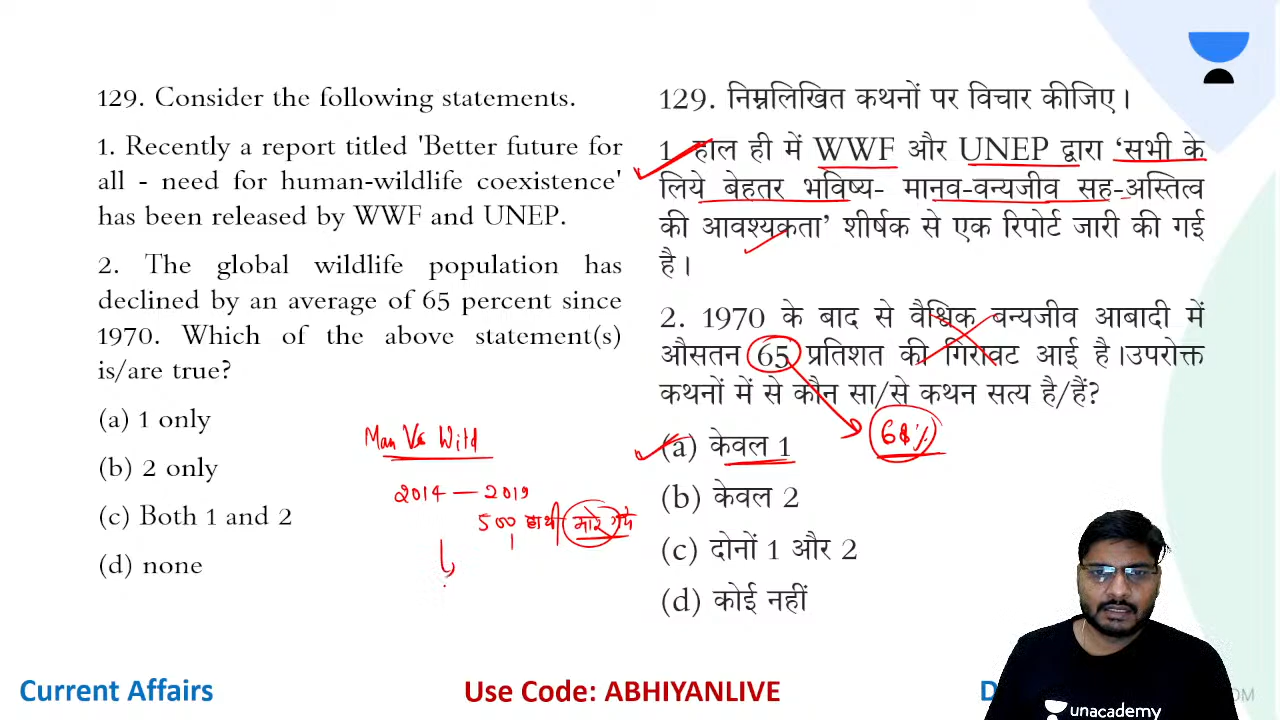 129. Consider the following statements.
1. Recently a report titled 'Better future for
all - need for human-wildlife coexistence'
has been released by WWF and UNEP.
2. The global wildlife population has
declined by an average of 65 percent since
1970. Which of the above statement(s)
is/are true?
(a) 1 only
(b) 2 only
(c) Both 1 and 2
(d) none
Man Vs Wild
2014 — 2019
500 हाथी मारे गये
129. निम्नलिखित कथनों पर विचार कीजिए।
1. हाल ही में WWF और UNEP द्वारा ‘सभी के
लिये बेहतर भविष्य- मानव-वन्यजीव सह-अस्तित्व
की आवश्यकता’ शीर्षक से एक रिपोर्ट जारी की गई
है।
2. 1970 के बाद से वैश्विक वन्यजीव आबादी में
औसतन 65 प्रतिशत की गिरावट आई है।उपरोक्त
कथनों में से कौन सा/से कथन सत्य है/हैं?
68%
(a) केवल 1
(b) केवल 2
(c) दोनों 1 और 2
(d) कोई नहीं
Current Affairs
Use Code: ABHIYANLIVE
unacademy